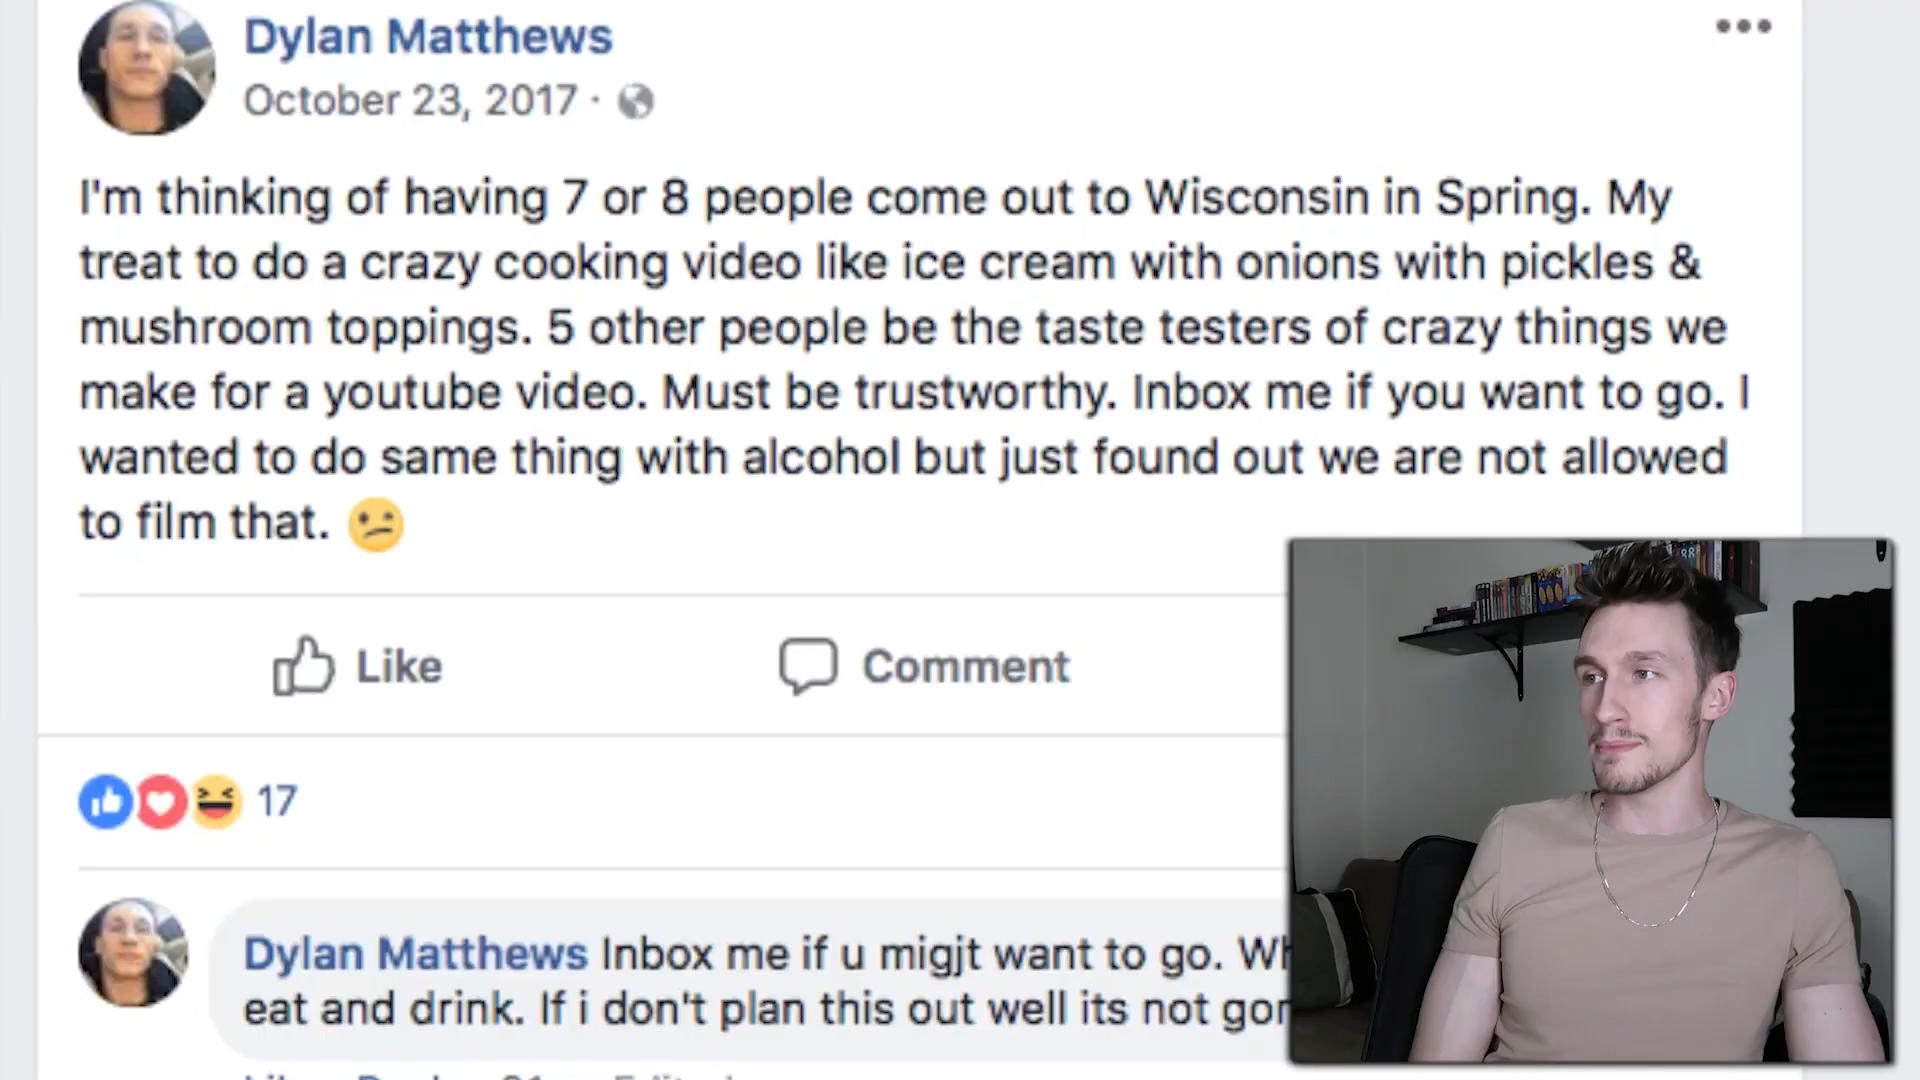 Dylan Matthews
October 23, 2017 ·
I'm thinking of having 7 or 8 people come out to Wisconsin in Spring. My
treat to do a crazy cooking video like ice cream with onions with pickles &
mushroom toppings. 5 other people be the taste testers of crazy things we
make for a youtube video. Must be trustworthy. Inbox me if you want to go. I
wanted to do same thing with alcohol but just found out we are not allowed
to film that. 😕
Like
Comment
17
Dylan Matthews Inbox me if u migjt want to go.
eat and drink. If i don't plan this out well its not